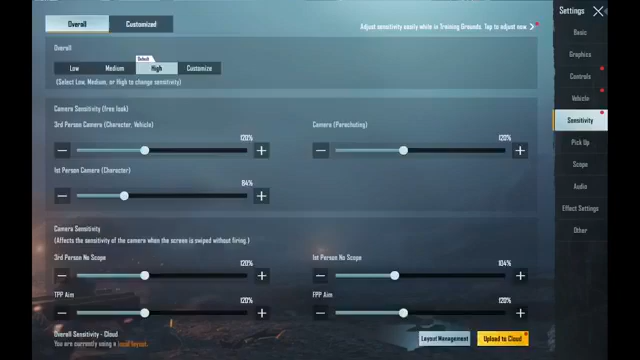 Overall
Customized
Adjust sensitivity easily while in Training Grounds. Tap to adjust now.
Settings
Basic
Graphics
Controls
Vehicle
Sensitivity
Pick Up
Scope
Audio
Effect Settings
Other
Overall
Default
Low
Medium
High
Customize
(Select Low, Medium, or High to change sensitivity)
Camera Sensitivity (free look)
3rd Person Camera (Character, Vehicle)
120%
Camera (Parachuting)
120%
1st Person Camera (Character)
84%
Camera Sensitivity
(Affects the sensitivity of the camera when the screen is swiped without firing.)
3rd Person No Scope
120%
1st Person No Scope
104%
TPP Aim
120%
FPP Aim
120%
Overall Sensitivity - Cloud
You are currently using a local layout.
Layout Management
Upload to Cloud